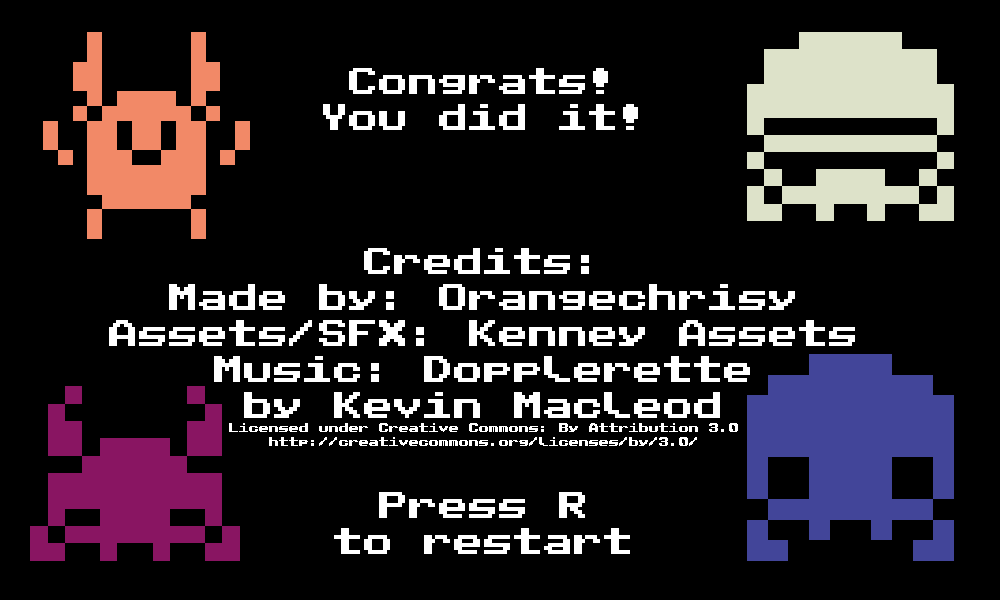 Congrats!
You did it!
Credits:
Made by: Orangechrisy
Assets/SFX: Kenney Assets
Music: Dopplerette
by Kevin MacLeod
Licensed under Creative Commons: By Attribution 3.0
http://creativecommons.org/licenses/by/3.0/
Press R
to restart